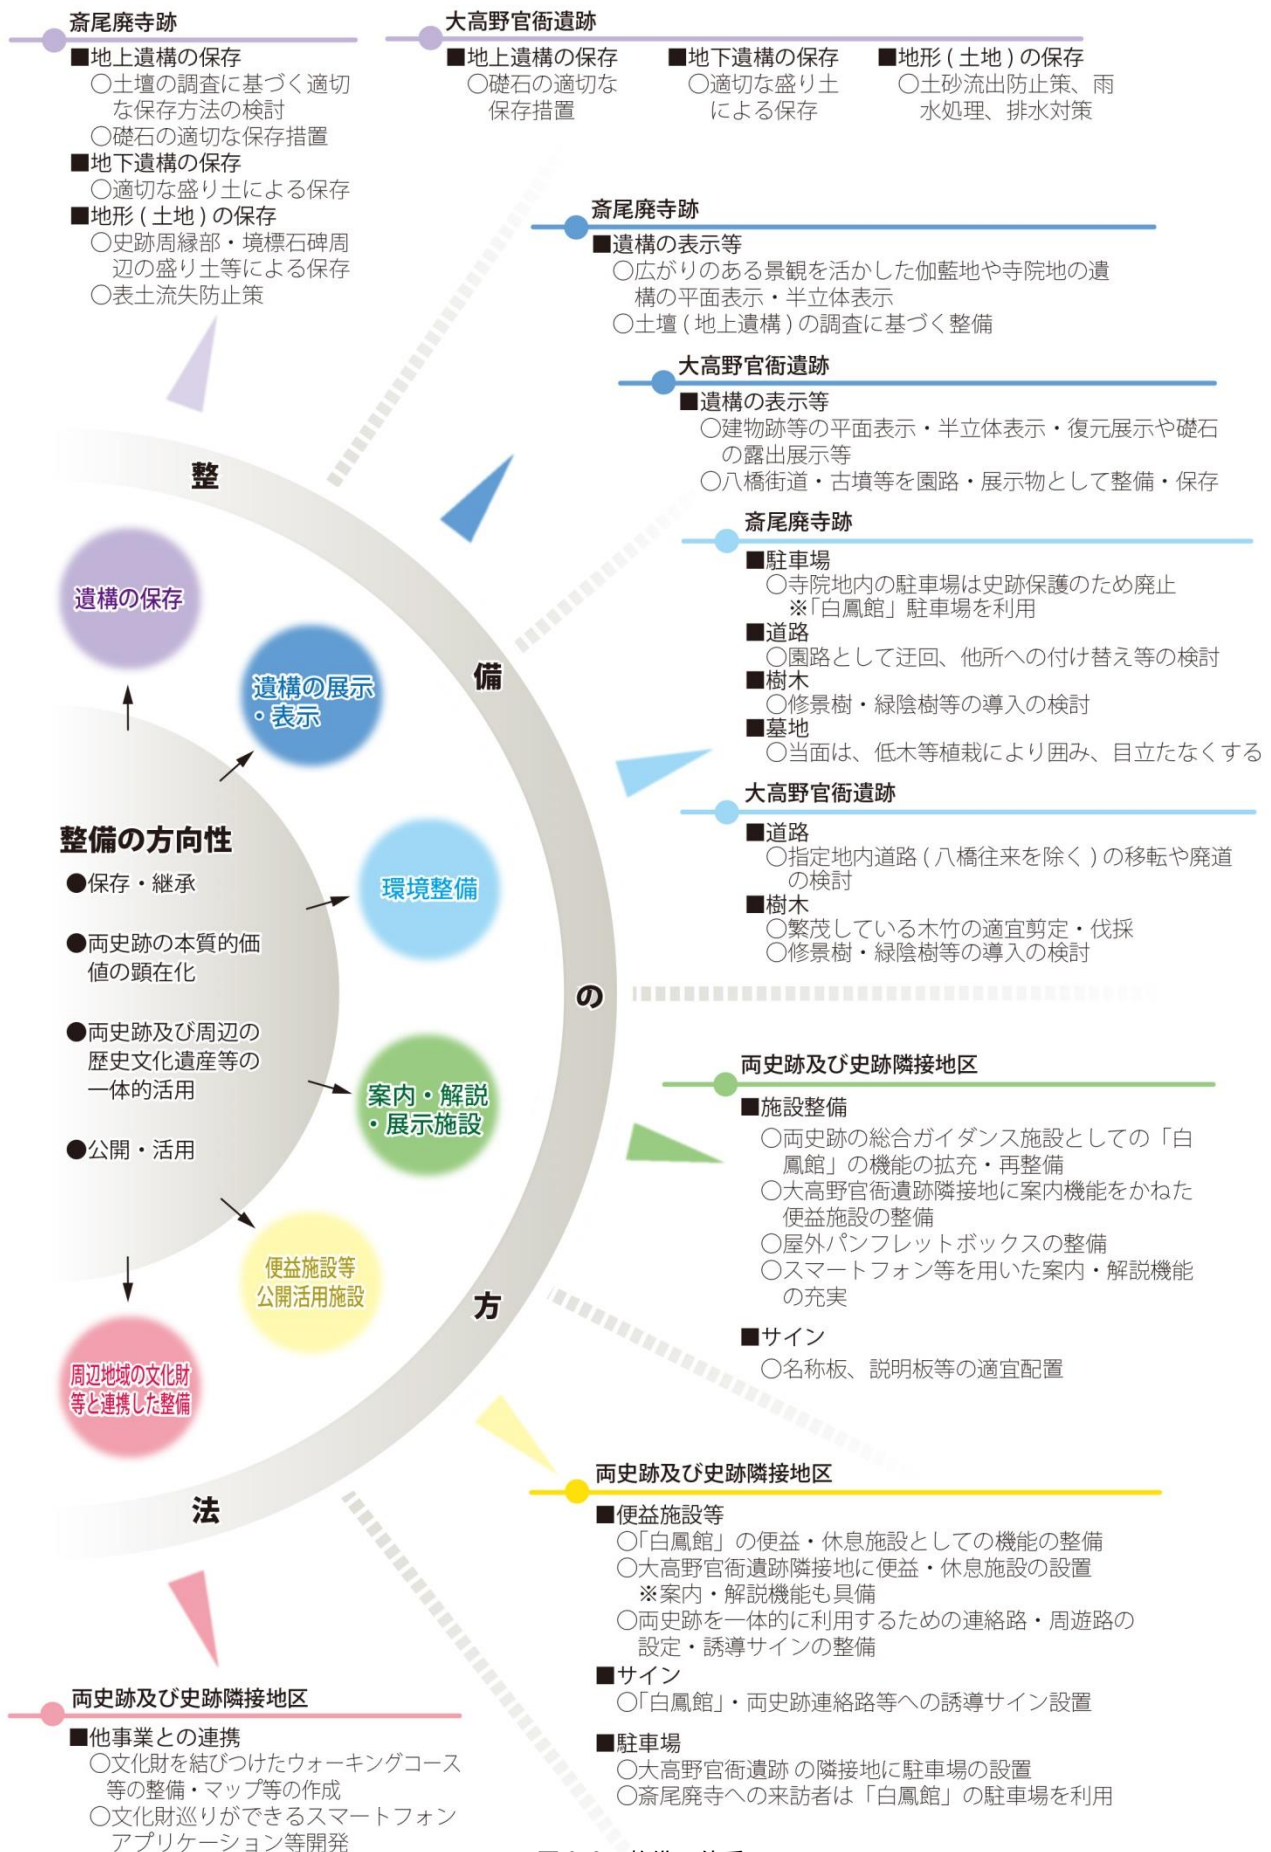 斎尾廃寺跡
■地上遺構の保存
○土壇の調査に基づく適切
な保存方法の検討
○礎石の適切な保存措置
■地下遺構の保存
○適切な盛り土による保存
■地形(土地)の保存
○史跡周縁部・境標石碑周
辺の盛り土等による保存
○表土流失防止策
大高野官衙遺跡
■地上遺構の保存
○礎石の適切な
保存措置
■地下遺構の保存
○適切な盛り土
による保存
■地形(土地)の保存
○土砂流出防止策、雨
水処理、排水対策
斎尾廃寺跡
■遺構の表示等
○広がりのある景観を活かした伽藍地や寺院地の遺
構の平面表示・半立体表示
○土壇(地上遺構)の調査に基づく整備
大高野官衙遺跡
■遺構の表示等
○建物跡等の平面表示・半立体表示・復元展示や礎石
の露出展示等
○八橋街道・古墳等を園路・展示物として整備・保存
斎尾廃寺跡
■駐車場
○寺院地内の駐車場は史跡保護のため廃止
※「白鳳館」駐車場を利用
■道路
○園路として迂回、他所への付け替え等の検討
■樹木
○修景樹・緑陰樹等の導入の検討
■墓地
○当面は、低木等植栽により囲み、目立たなくする
大高野官衙遺跡
■道路
○指定地内道路(八橋往来を除く)の移転や廃道
の検討
■樹木
○繁茂している木竹の適宜剪定・伐採
○修景樹・緑陰樹等の導入の検討
整備の方法
遺構の保存
遺構の展示
・表示
環境整備
案内・解説
・展示施設
便益施設等
公開活用施設
周辺地域の文化財
等と連携した整備
整備の方向性
●保存・継承
●両史跡の本質的価
値の顕在化
●両史跡及び周辺の
歴史文化遺産等の
一体的活用
●公開・活用
両史跡及び史跡隣接地区
■施設整備
○両史跡の総合ガイダンス施設としての「白
鳳館」の機能の拡充・再整備
○大高野官衙遺跡隣接地に案内機能をかねた
便益施設の整備
○屋外パンフレットボックスの整備
○スマートフォン等を用いた案内・解説機能
の充実
■サイン
○名称板、説明板等の適宜配置
両史跡及び史跡隣接地区
■便益施設等
○「白鳳館」の便益・休息施設としての機能の整備
○大高野官衙遺跡隣接地に便益・休息施設の設置
※案内・解説機能も具備
○両史跡を一体的に利用するための連絡路・周遊路の
設定・誘導サインの整備
■サイン
○「白鳳館」・両史跡連絡路等への誘導サイン設置
■駐車場
○大高野官衙遺跡の隣接地に駐車場の設置
○斎尾廃寺への来訪者は「白鳳館」の駐車場を利用
両史跡及び史跡隣接地区
■他事業との連携
○文化財を結びつけたウォーキングコース
等の整備・マップ等の作成
○文化財巡りができるスマートフォン
アプリケーション等開発